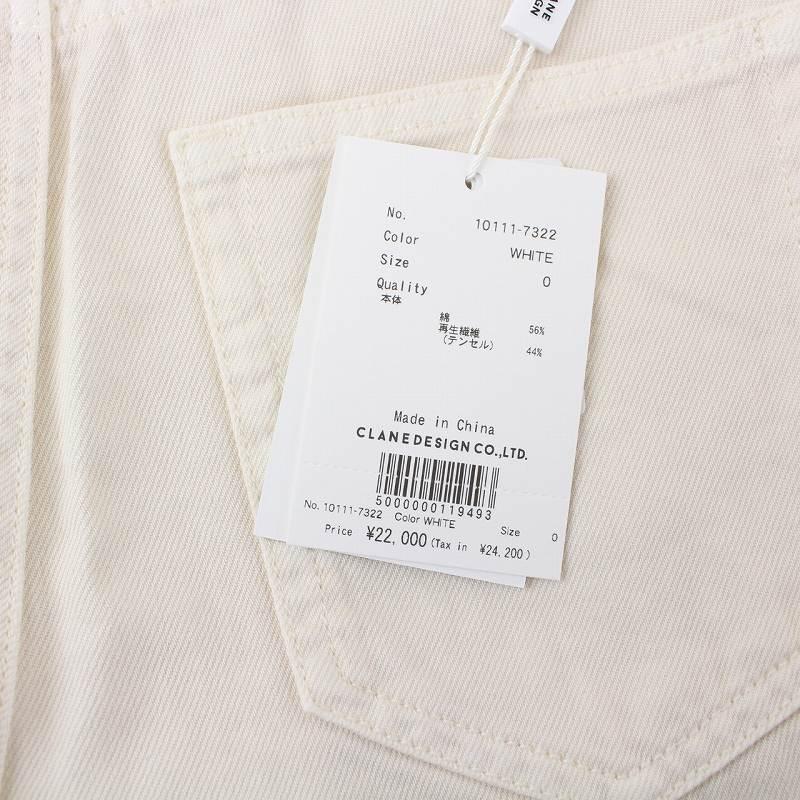 ANE
IGN
No. 10111-7322
Color WHITE
Size 0
Quality
本体
綿 56%
再生繊維
(テンセル) 44%
Made in China
CLANEDESIGN CO.,LTD.
5000000119493
No. 10111-7322 Color WHITE Size 0
Price ¥22,000 (Tax in ¥24,200)